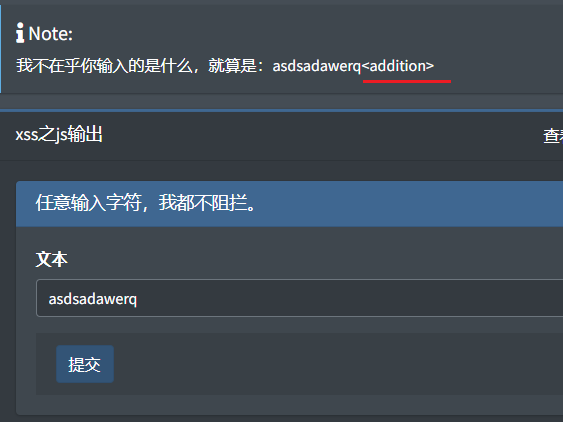 Note:
我不在乎你输入的是什么，就算是：asdsadawerq<addition>
xss之js输出
查
任意输入字符，我都不阻拦。
文本
asdsadawerq
提交